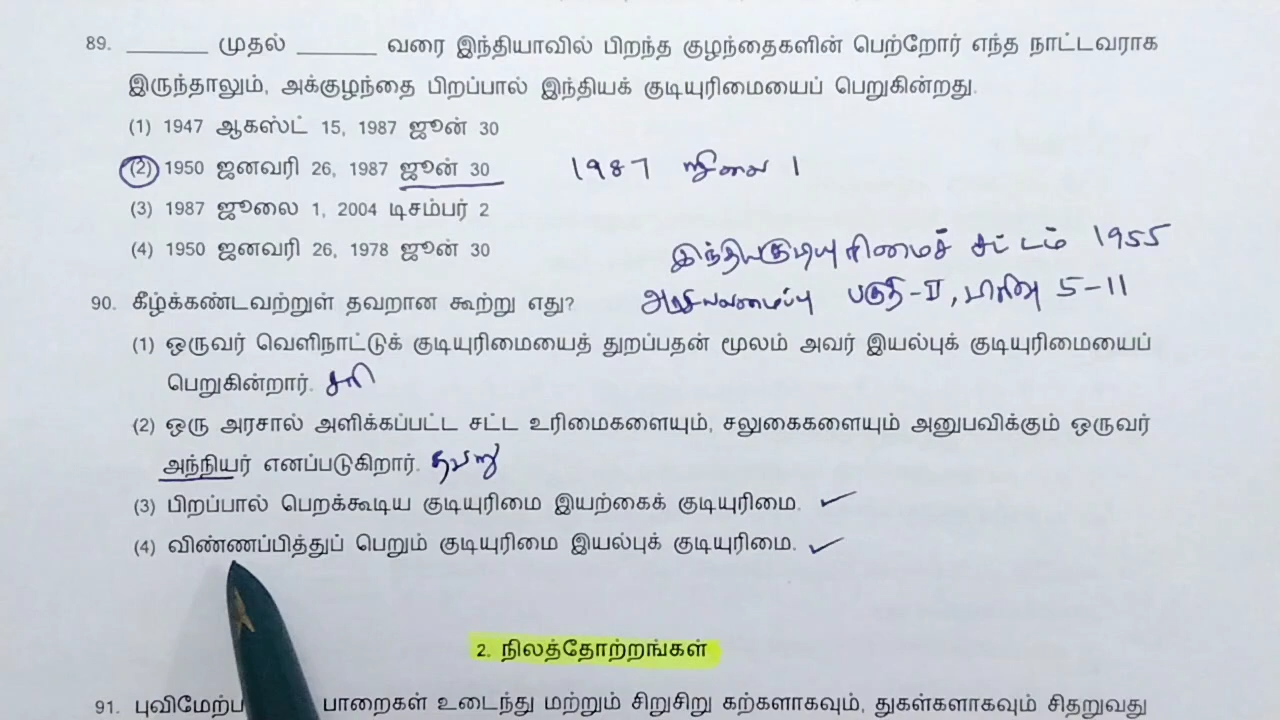 89. ________ முதல் ________ வரை இந்தியாவில் பிறந்த குழந்தைகளின் பெற்றோர் எந்த நாட்டவராக
இருந்தாலும், அக்குழந்தை பிறப்பால் இந்தியக் குடியுரிமையைப் பெறுகின்றது.
(1) 1947 ஆகஸ்ட் 15, 1987 ஜூன் 30
(2) 1950 ஜனவரி 26, 1987 ஜூன் 30 1987 ஜூலை 1
(3) 1987 ஜூலை 1, 2004 டிசம்பர் 2
(4) 1950 ஜனவரி 26, 1978 ஜூன் 30
இந்திய குடியுரிமைச் சட்டம் 1955
அரசியலமைப்பு பகுதி-II, பிரிவு 5-11
90. கீழ்க்கண்டவற்றுள் தவறான கூற்று எது?
(1) ஒருவர் வெளிநாட்டுக் குடியுரிமையைத் துறப்பதன் மூலம் அவர் இயல்புக் குடியுரிமையைப்
பெறுகின்றார். சரி
(2) ஒரு அரசால் அளிக்கப்பட்ட சட்ட உரிமைகளையும், சலுகைகளையும் அனுபவிக்கும் ஒருவர்
அந்நியர் எனப்படுகிறார். தவறு
(3) பிறப்பால் பெறக்கூடிய குடியுரிமை இயற்கைக் குடியுரிமை. ✓
(4) விண்ணப்பித்துப் பெறும் குடியுரிமை இயல்புக் குடியுரிமை. ✓
2. நிலத்தோற்றங்கள்
91. பாறைகள் உடைந்து மற்றும் சிறுசிறு கற்களாகவும், துகள்களாகவும் சிதறுவது